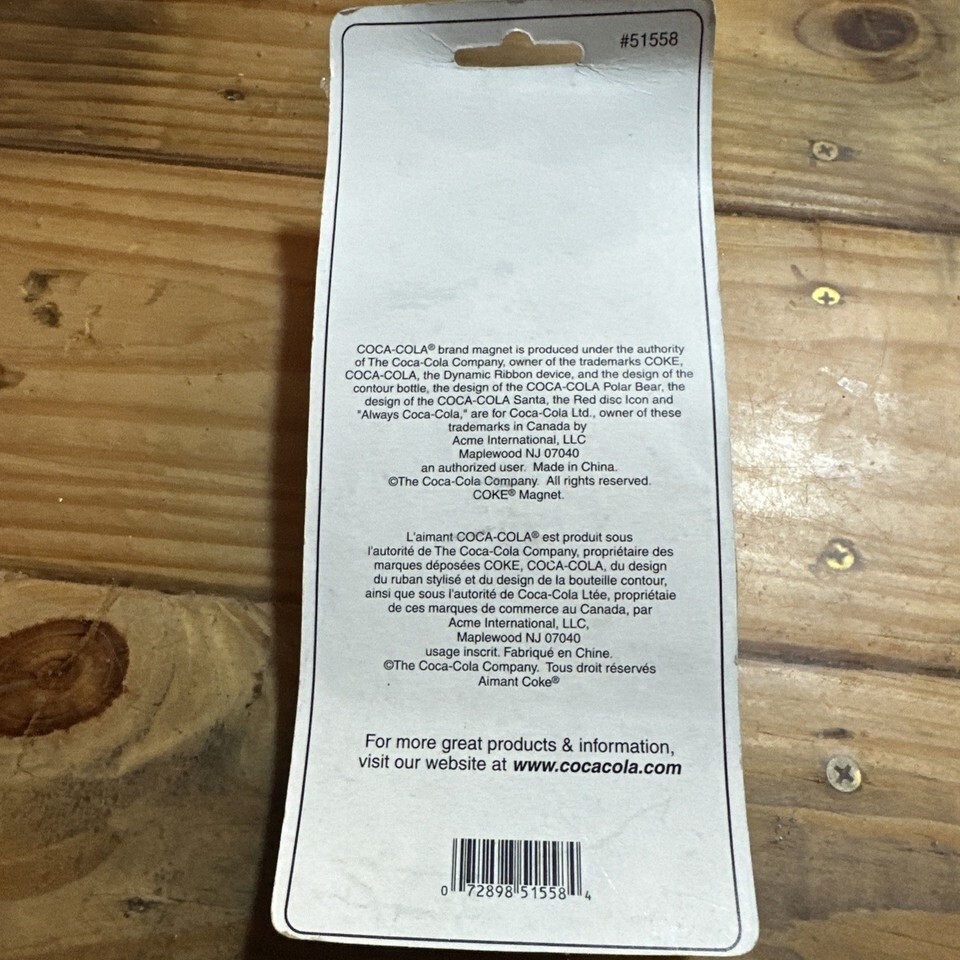 #51558
COCA-COLA® brand magnet is produced under the authority
of The Coca-Cola Company, owner of the trademarks COKE,
COCA-COLA, the Dynamic Ribbon device, and the design of the
contour bottle, the design of the COCA-COLA Polar Bear, the
design of the COCA-COLA Santa, the Red disc Icon and
"Always Coca-Cola," are for Coca-Cola Ltd., owner of these
trademarks in Canada by
Acme International, LLC
Maplewood NJ 07040
an authorized user. Made in China.
©The Coca-Cola Company. All rights reserved.
COKE® Magnet.
L'aimant COCA-COLA® est produit sous
l'autorité de The Coca-Cola Company, propriétaire des
marques déposées COKE, COCA-COLA, du design
du ruban stylisé et du design de la bouteille contour,
ainsi que sous l'autorité de Coca-Cola Ltée, propriétaie
de ces marques de commerce au Canada, par
Acme International, LLC,
Maplewood NJ 07040
usage inscrit. Fabriqué en Chine.
©The Coca-Cola Company. Tous droit réservés
Aimant Coke®
For more great products & information,
visit our website at www.cocacola.com
0 72898 51558 4